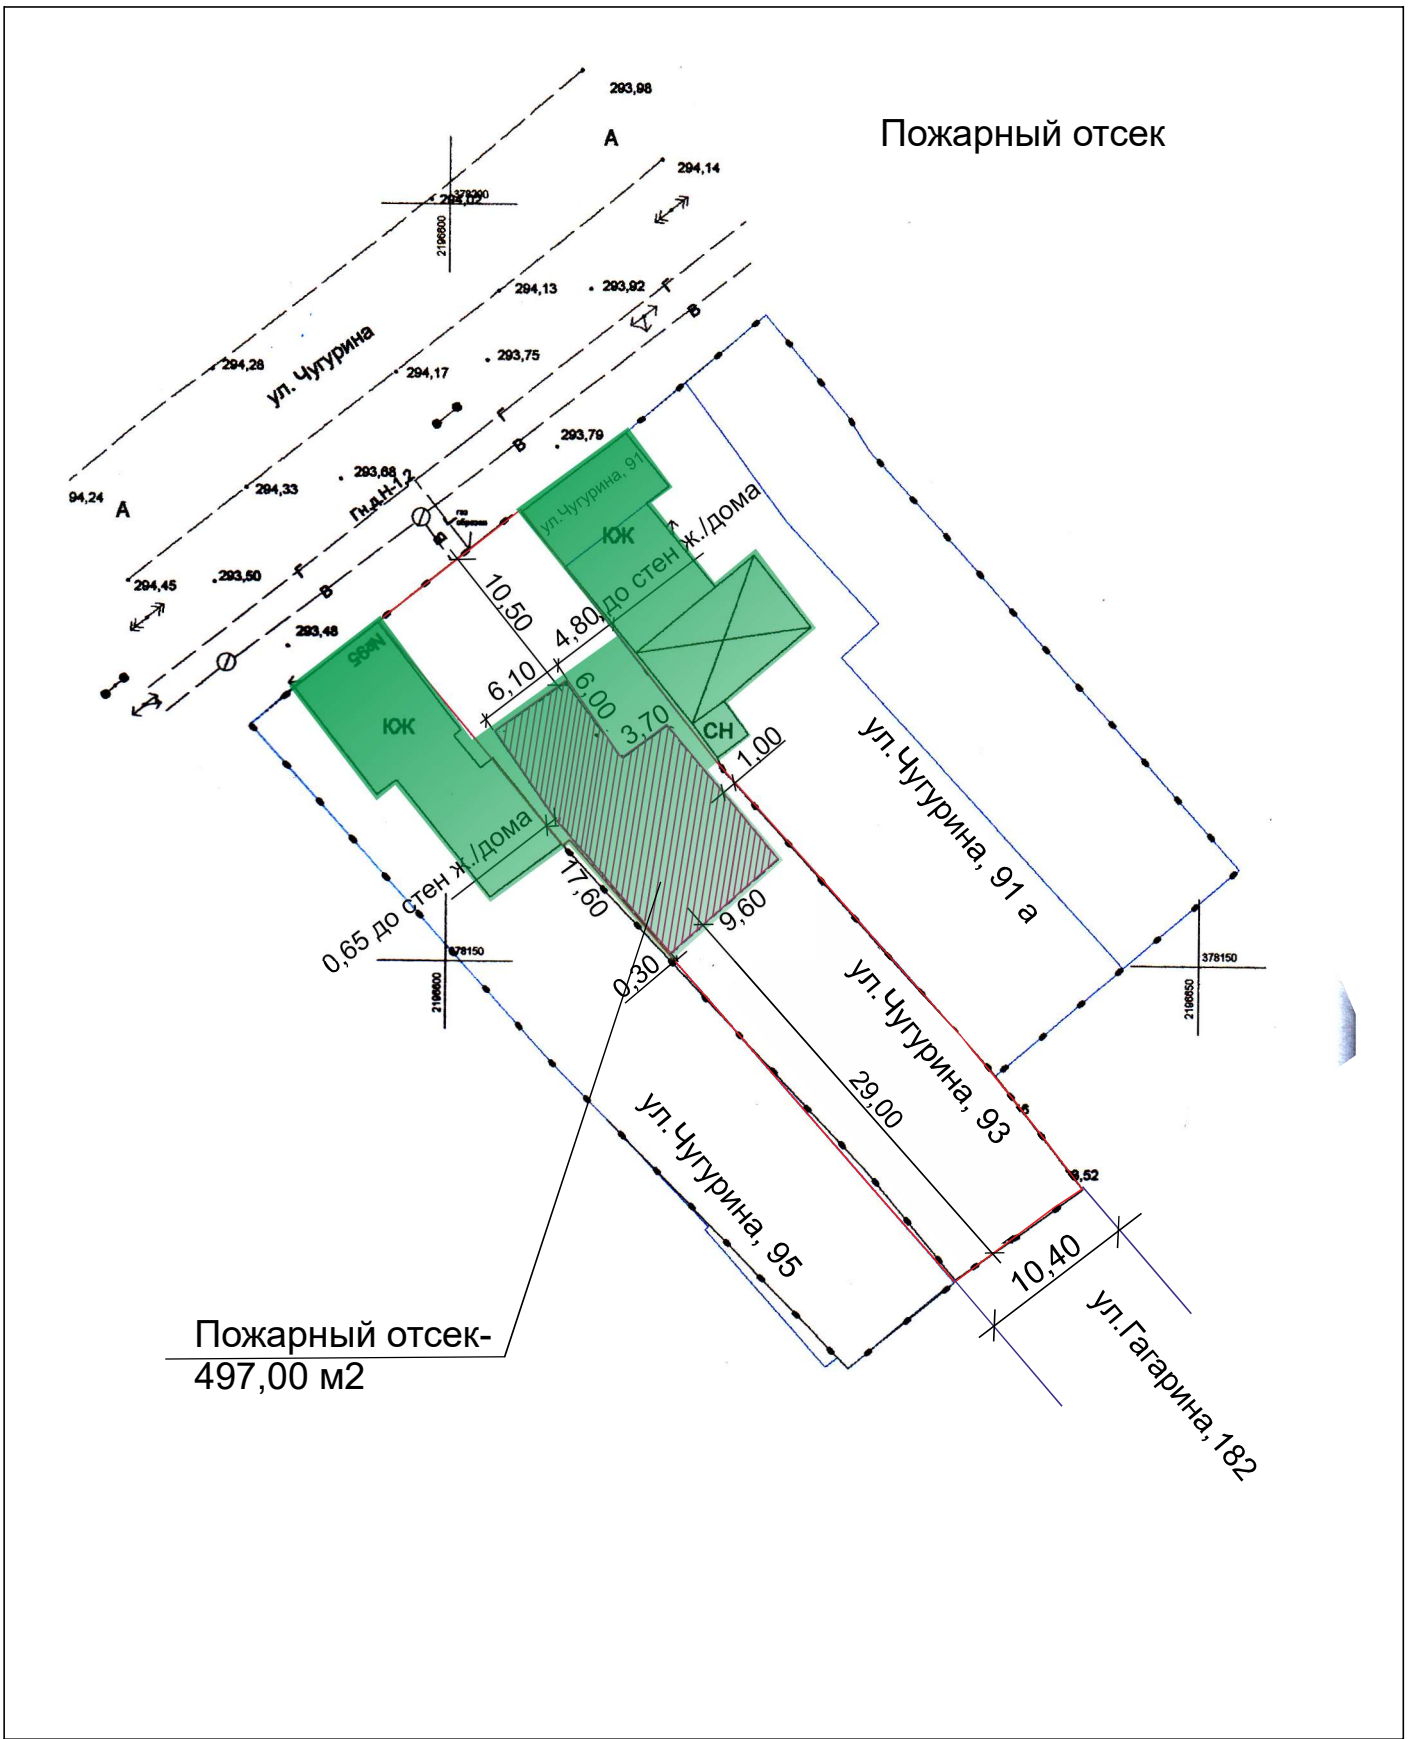 293,98
А
Пожарный отсек
294,14
378200
294,02
2196600
294,13
293,92
Г
В
ул. Чугурина
294,28
294,17
293,75
Г
В
293,79
94,24
А
294,33
293,68
Гн.д.Н-1,2
ул.Чугурина, 91
КЖ
газ
В
294,45
293,50
Г
В
293,48
№95
КЖ
10,50
4,80 до стен ж./дома
6,10
6,00
3,70
СН
1,00
ул.Чугурина, 91 а
0,65 до стен ж./дома
17,60
9,60
0,30
378150
2196600
378150
2196650
ул.Чугурина, 93
29,00
ул.Чугурина, 95
,52
10,40
ул.Гагарина, 182
Пожарный отсек-
497,00 м2